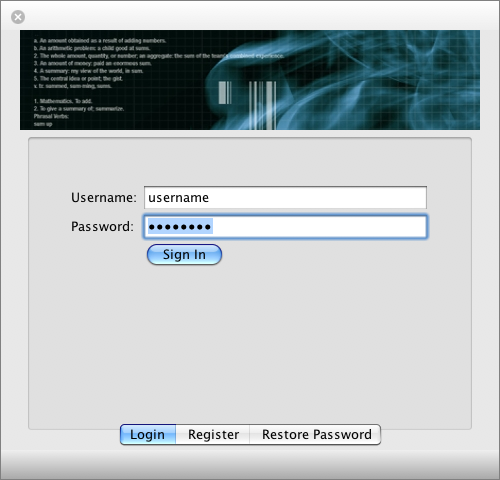 a. An amount obtained as a result of adding numbers.
b. An arithmetic problem: a child good at sums.
2. The whole amount, quantity, or number; an aggregate: the sum of the team's combined experience.
3. An amount of money: paid an enormous sum.
4. A summary: my view of the world, in sum.
5. The central idea or point; the gist.
v. tr. summed, sum·ming, sums.
1. Mathematics. To add.
2. To give a summary of; summarize.
Phrasal Verbs:
sum up
Username: username
Password: ••••••••
Sign In
Login Register Restore Password